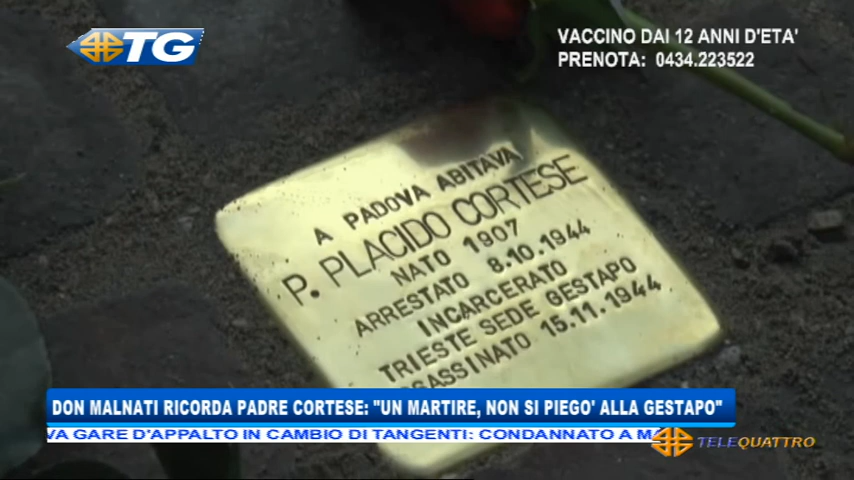 TG
VACCINO DAI 12 ANNI D'ETA'
PRENOTA: 0434.223522
A PADOVA ABITAVA
P. PLACIDO CORTESE
NATO 1907
ARRESTATO 8.10.1944
INCARCERATO
TRIESTE SEDE GESTAPO
15.11.1944
DON MALNATI RICORDA PADRE CORTESE: "UN MARTIRE, NON SI PIEGO' ALLA GESTAPO"
GARE D'APPALTO IN CAMBIO DI TANGENTI: CONDANNATO A
TELEQUATTRO